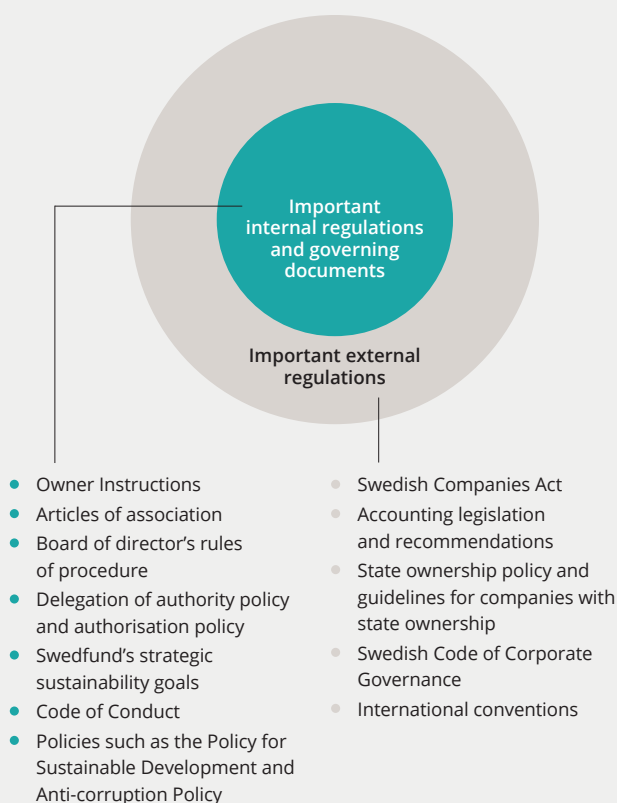 Important
internal regulations
and governing
documents
Important external
regulations
Owner Instructions
Articles of association
Board of director’s rules
of procedure
Delegation of authority policy
and authorisation policy
Swedfund’s strategic
sustainability goals
Code of Conduct
Policies such as the Policy for
Sustainable Development and
Anti-corruption Policy
Swedish Companies Act
Accounting legislation
and recommendations
State ownership policy and
guidelines for companies with
state ownership
Swedish Code of Corporate
Governance
International conventions